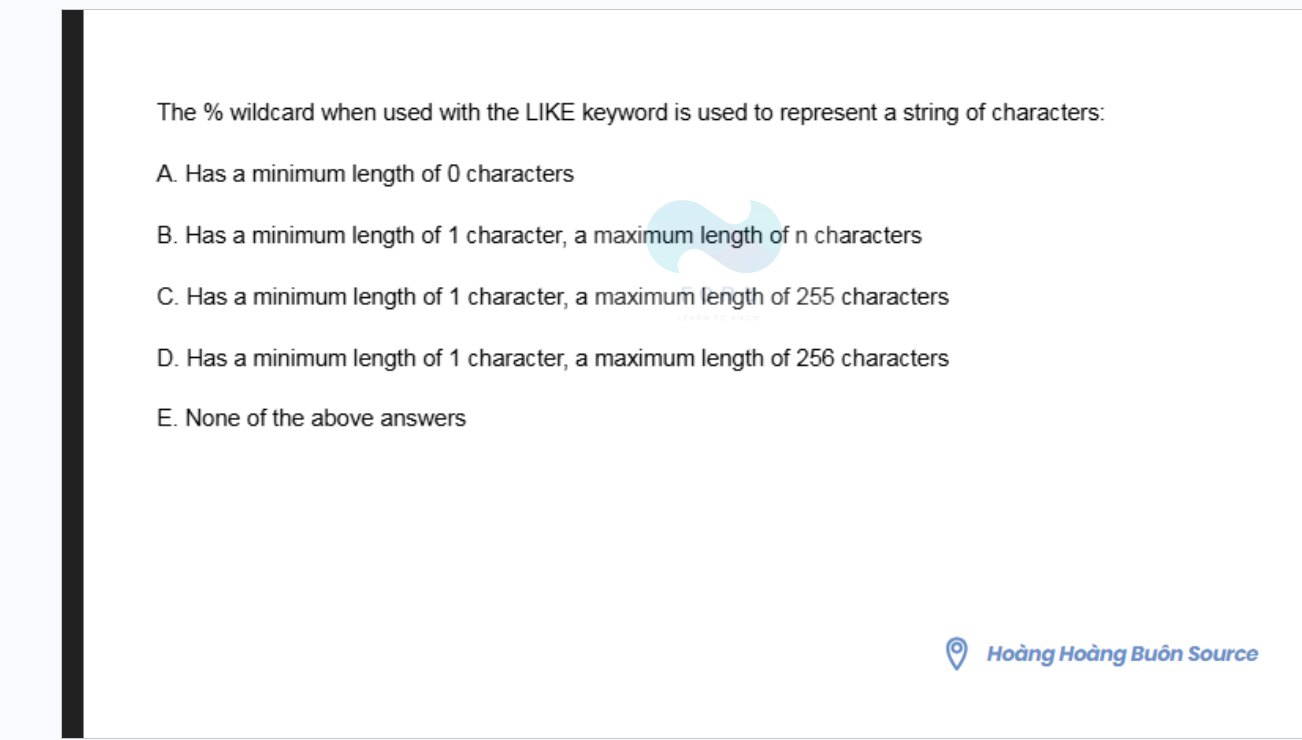 The % wildcard when used with the LIKE keyword is used to represent a string of characters:
A. Has a minimum length of 0 characters
B. Has a minimum length of 1 character, a maximum length of n characters
C. Has a minimum length of 1 character, a maximum length of 255 characters
LEARN TO KNOW
D. Has a minimum length of 1 character, a maximum length of 256 characters
E. None of the above answers
Hoàng Hoàng Buôn Source